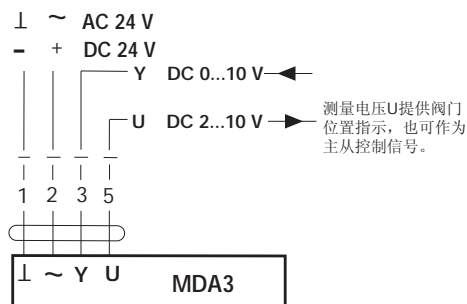 ⊥ ~ AC 24 V
- + DC 24 V
Y DC 0...10 V
U DC 2...10 V
测量电压U提供阀门
位置指示，也可作为
主从控制信号。
1 2 3 5
⊥ ~ Y U
MDA3